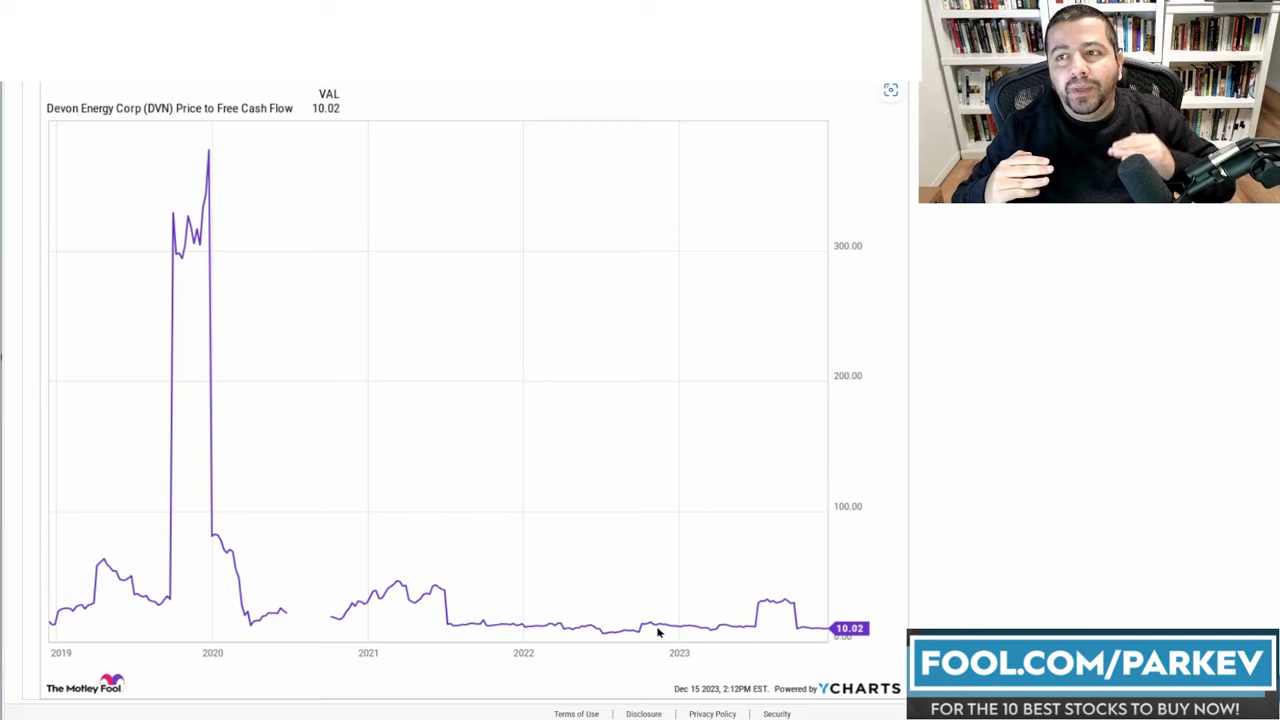 VAL
Devon Energy Corp (DVN) Price to Free Cash Flow 10.02
300.00
200.00
100.00
10.02
0.00
2019 2020 2021 2022 2023
The Motley Fool.
Dec 15 2023, 2:12PM EST. Powered by YCHARTS
Terms of Use | Disclosure | Privacy Policy | Security
FOOL.COM/PARKEV
FOR THE 10 BEST STOCKS TO BUY NOW!